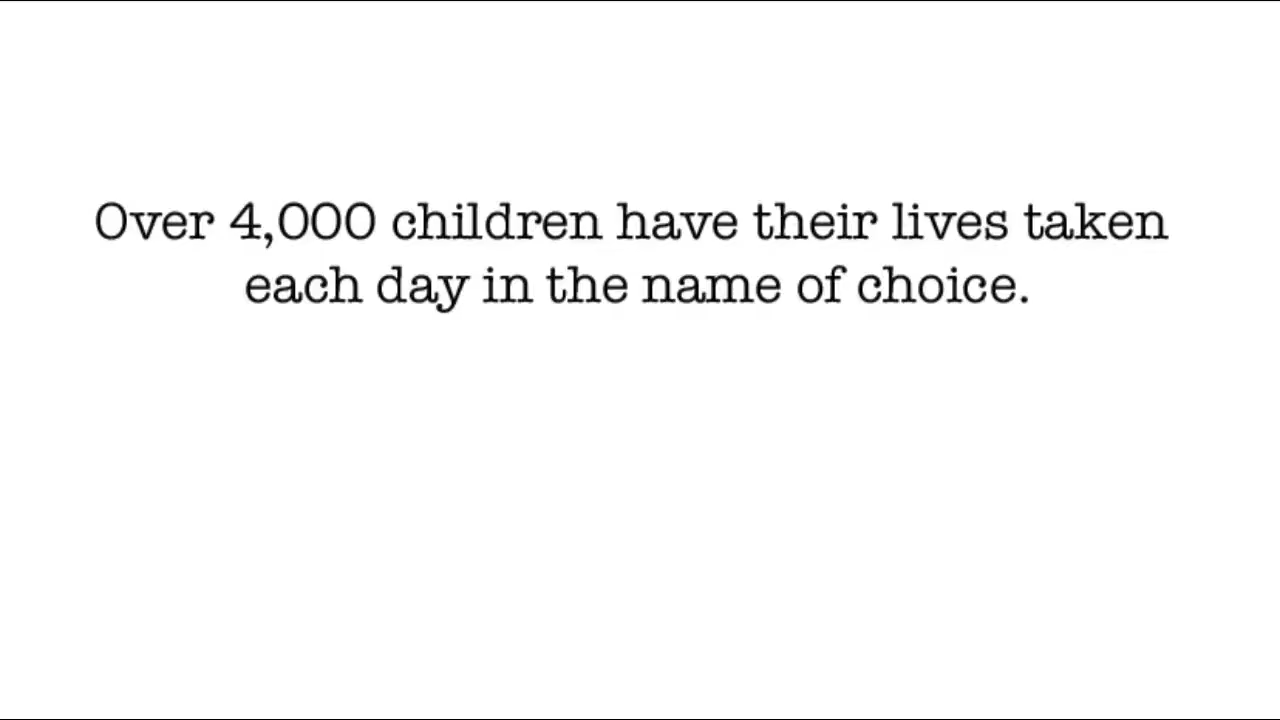 Over 4,000 children have their lives taken
each day in the name of choice.